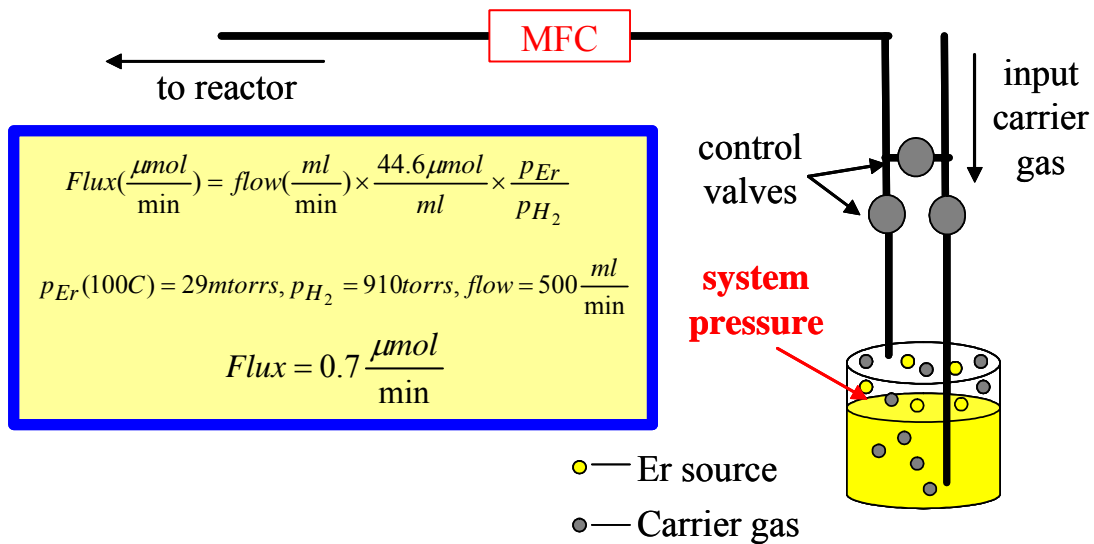 MFC
to reactor
input
carrier
gas
control
valves
Flux(μmol/min) = flow(ml/min) × 44.6μmol/ml × p_Er/p_H₂
p_Er(100C) = 29mtorrs, p_H₂ = 910torrs, flow = 500 ml/min
Flux = 0.7 μmol/min
system
pressure
Er source
Carrier gas